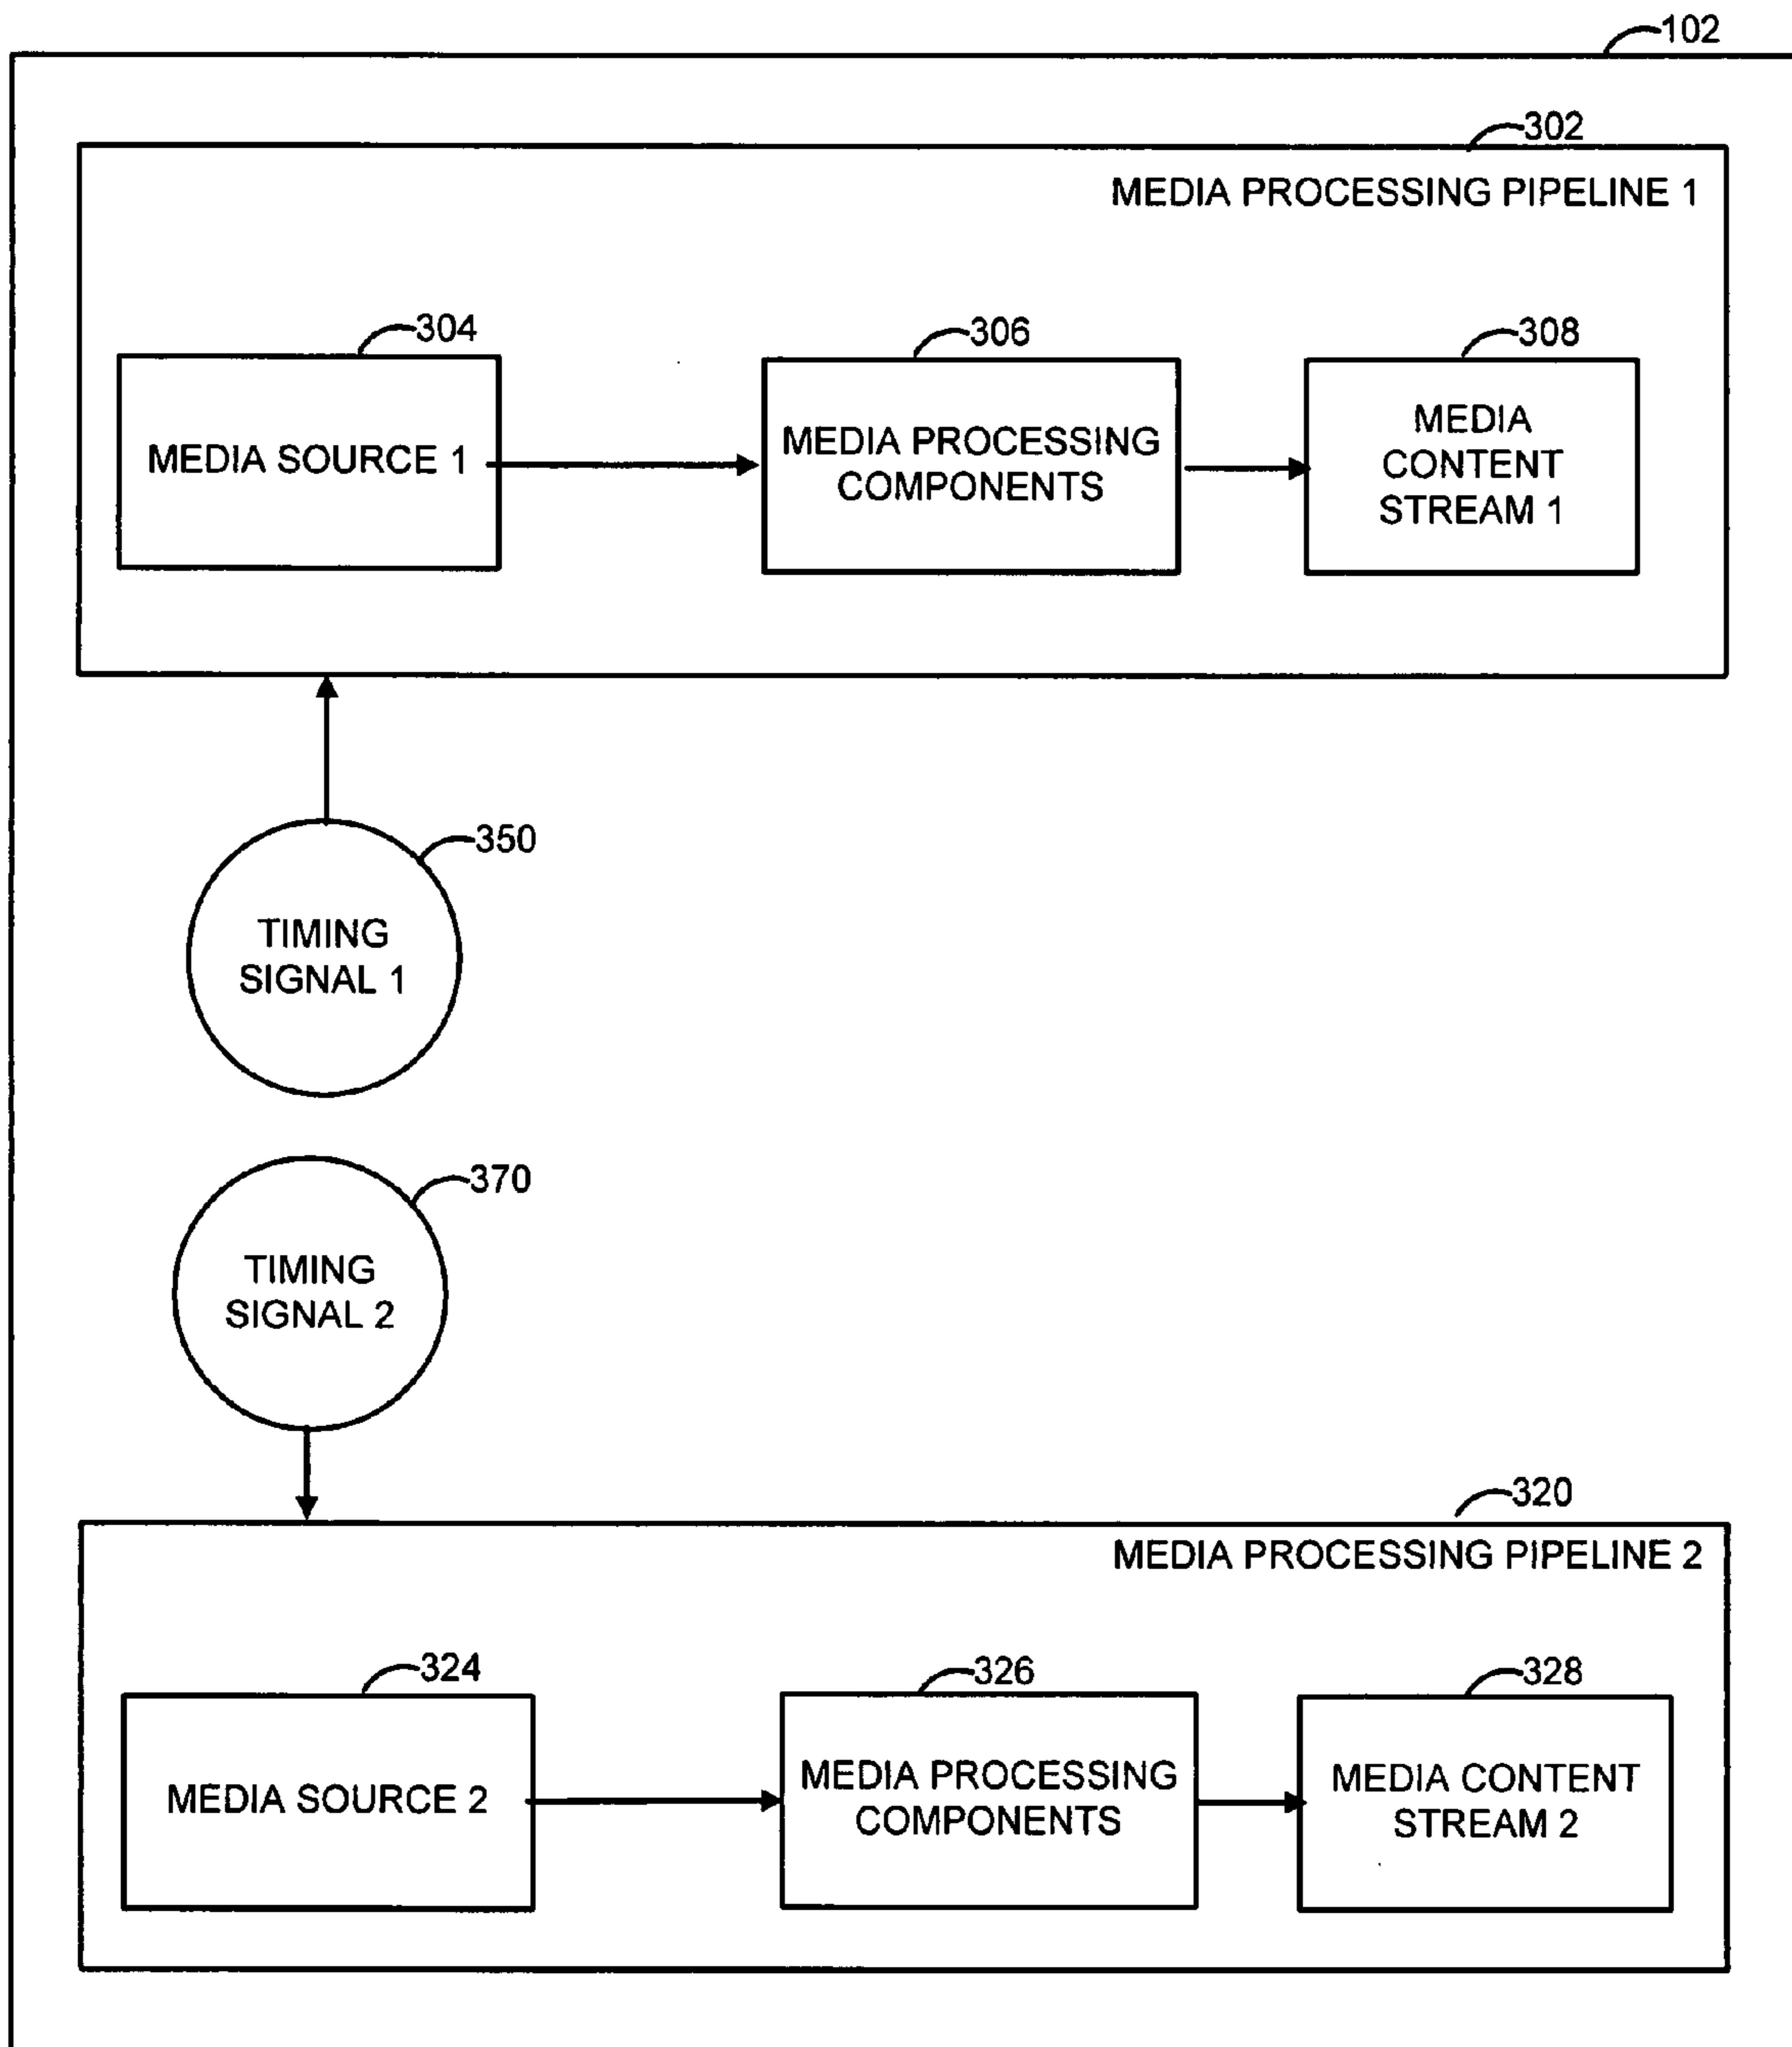 102
302
MEDIA PROCESSING PIPELINE 1
304
306
308
MEDIA SOURCE 1
MEDIA PROCESSING
COMPONENTS
MEDIA
CONTENT
STREAM 1
350
TIMING
SIGNAL 1
370
TIMING
SIGNAL 2
320
MEDIA PROCESSING PIPELINE 2
324
326
328
MEDIA SOURCE 2
MEDIA PROCESSING
COMPONENTS
MEDIA CONTENT
STREAM 2